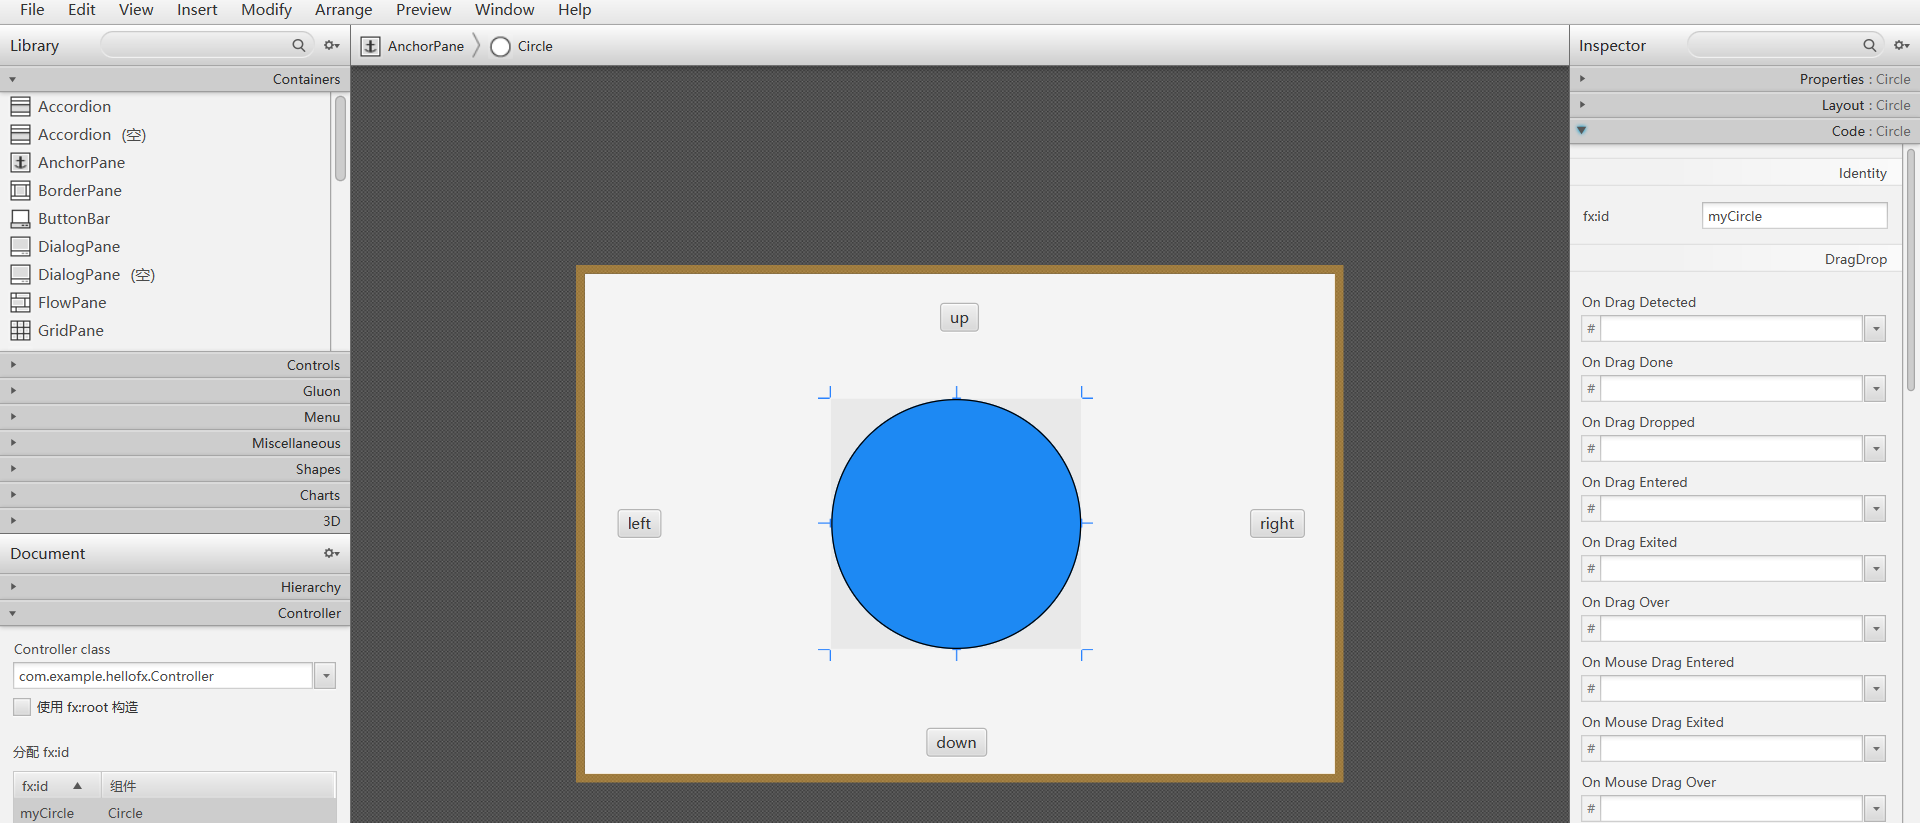 File Edit View Insert Modify Arrange Preview Window Help
Library
AnchorPane Circle
Inspector
Containers
Accordion
Accordion (空)
AnchorPane
BorderPane
ButtonBar
DialogPane
DialogPane (空)
FlowPane
GridPane
Controls
Gluon
Menu
Miscellaneous
Shapes
Charts
3D
Document
Hierarchy
Controller
Controller class
com.example.hellofx.Controller
使用 fx:root 构造
分配 fx:id
fx:id 组件
myCircle Circle
up
left
right
down
Properties : Circle
Layout : Circle
Code : Circle
Identity
fx:id myCircle
DragDrop
On Drag Detected
#
On Drag Done
#
On Drag Dropped
#
On Drag Entered
#
On Drag Exited
#
On Drag Over
#
On Mouse Drag Entered
#
On Mouse Drag Exited
#
On Mouse Drag Over
#